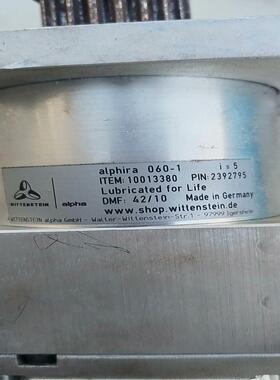 alphira 060-1 i=5
ITEM:10013380 PIN:2392795
Lubricated for Life
DMF: 42/10 Made in Germany
www.shop.wittenstein.de
WITTENSTEIN alpha
WITTENSTEIN alpha GmbH - Walter-Wittenstein-Str.1 - 97999 Igersheim